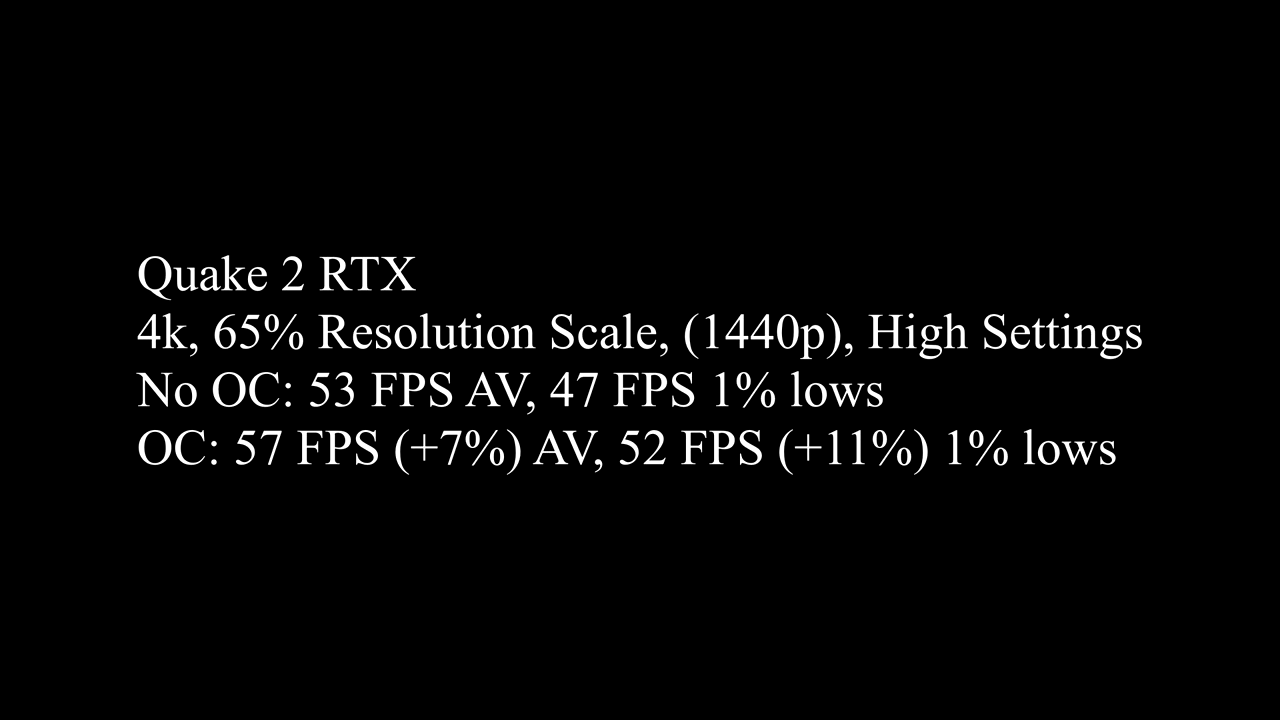 Quake 2 RTX
4k, 65% Resolution Scale, (1440p), High Settings
No OC: 53 FPS AV, 47 FPS 1% lows
OC: 57 FPS (+7%) AV, 52 FPS (+11%) 1% lows